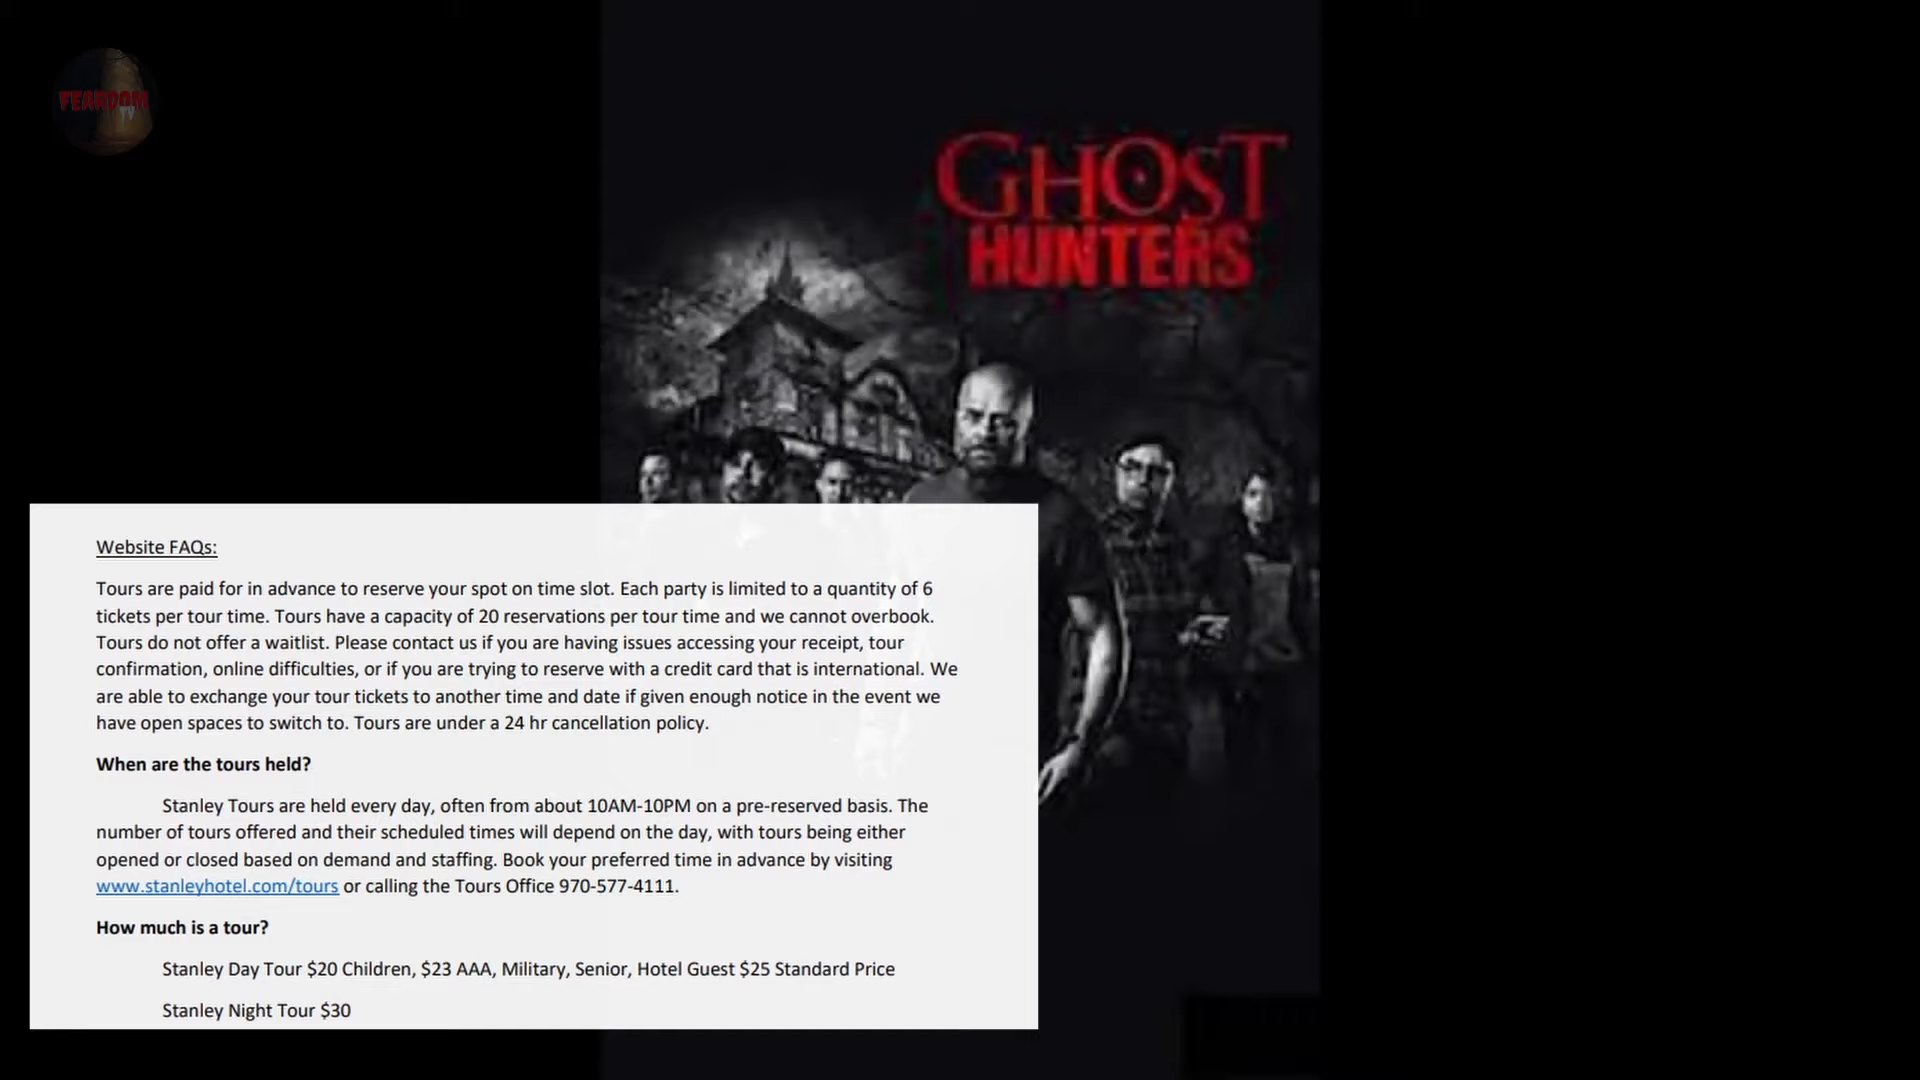 FEARDOM
TV
GHOST
HUNTERS
Website FAQs:
Tours are paid for in advance to reserve your spot on time slot. Each party is limited to a quantity of 6
tickets per tour time. Tours have a capacity of 20 reservations per tour time and we cannot overbook.
Tours do not offer a waitlist. Please contact us if you are having issues accessing your receipt, tour
confirmation, online difficulties, or if you are trying to reserve with a credit card that is international. We
are able to exchange your tour tickets to another time and date if given enough notice in the event we
have open spaces to switch to. Tours are under a 24 hr cancellation policy.
When are the tours held?
Stanley Tours are held every day, often from about 10AM-10PM on a pre-reserved basis. The
number of tours offered and their scheduled times will depend on the day, with tours being either
opened or closed based on demand and staffing. Book your preferred time in advance by visiting
www.stanleyhotel.com/tours or calling the Tours Office 970-577-4111.
How much is a tour?
Stanley Day Tour $20 Children, $23 AAA, Military, Senior, Hotel Guest $25 Standard Price
Stanley Night Tour $30